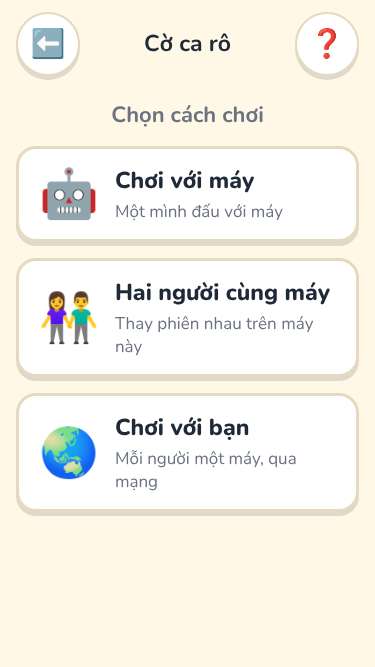 Cờ ca rô
Chọn cách chơi
Chơi với máy
Một mình đấu với máy
Hai người cùng máy
Thay phiên nhau trên máy
này
Chơi với bạn
Mỗi người một máy, qua
mạng